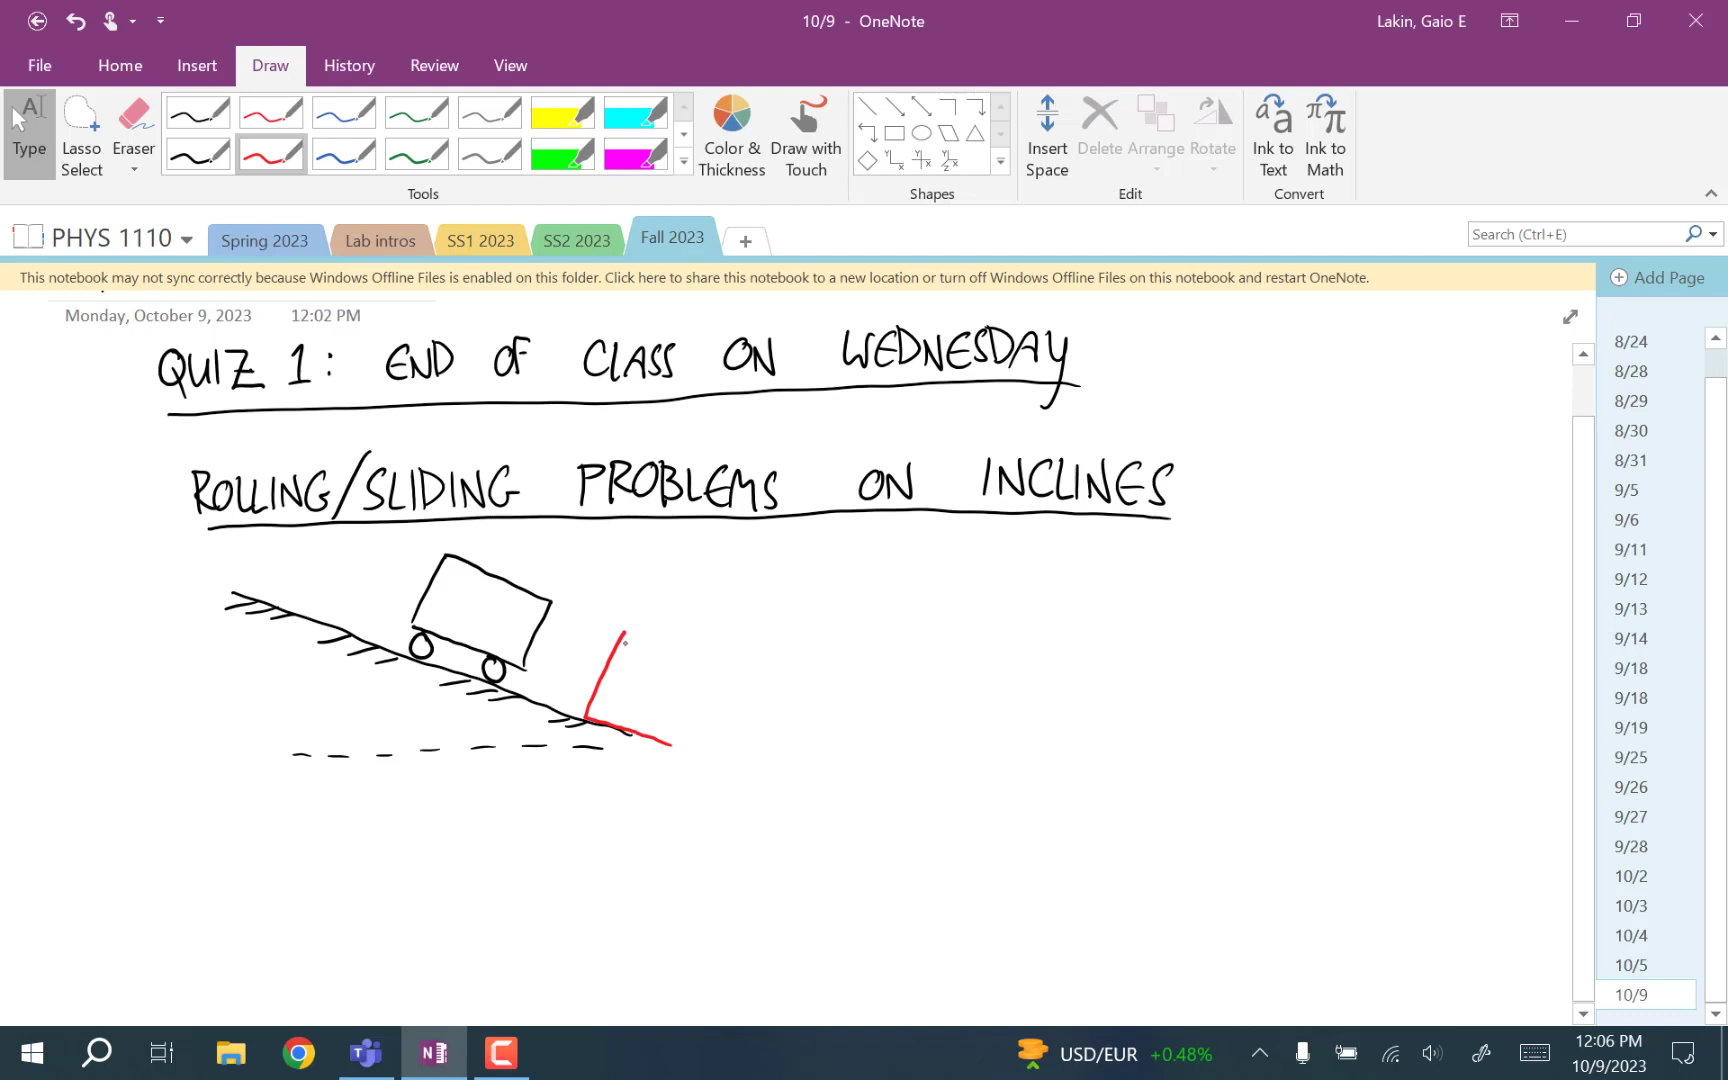 10/9 - OneNote
Lakin, Gaio E
File Home Insert Draw History Review View
Type
Lasso Select
Eraser
Color & Thickness
Draw with Touch
Insert Space
Delete
Arrange
Rotate
Ink to Text
Ink to Math
Tools Shapes Edit Convert
PHYS 1110
Spring 2023
Lab intros
SS1 2023
SS2 2023
Fall 2023
Search (Ctrl+E)
This notebook may not sync correctly because Windows Offline Files is enabled on this folder. Click here to share this notebook to a new location or turn off Windows Offline Files on this notebook and restart OneNote.
Add Page
Monday, October 9, 2023 12:02 PM
QUIZ 1: END OF CLASS ON WEDNESDAY
ROLLING/SLIDING PROBLEMS ON INCLINES
8/24
8/28
8/29
8/30
8/31
9/5
9/6
9/11
9/12
9/13
9/14
9/18
9/18
9/19
9/25
9/26
9/27
9/28
10/2
10/3
10/4
10/5
10/9
USD/EUR +0.48%
12:06 PM
10/9/2023